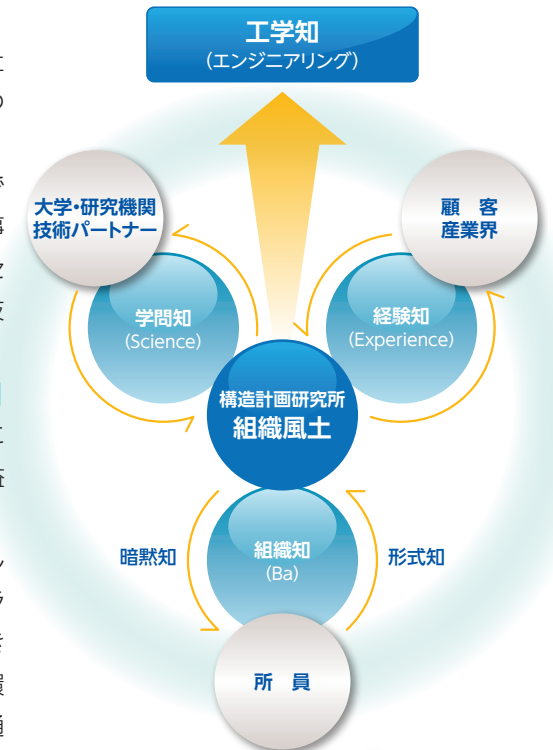 工学知
(エンジニアリング)
大学・研究機関
技術パートナー
顧 客
産業界
学問知
(Science)
経験知
(Experience)
構造計画研究所
組織風土
暗黙知
組織知
(Ba)
形式知
所 員